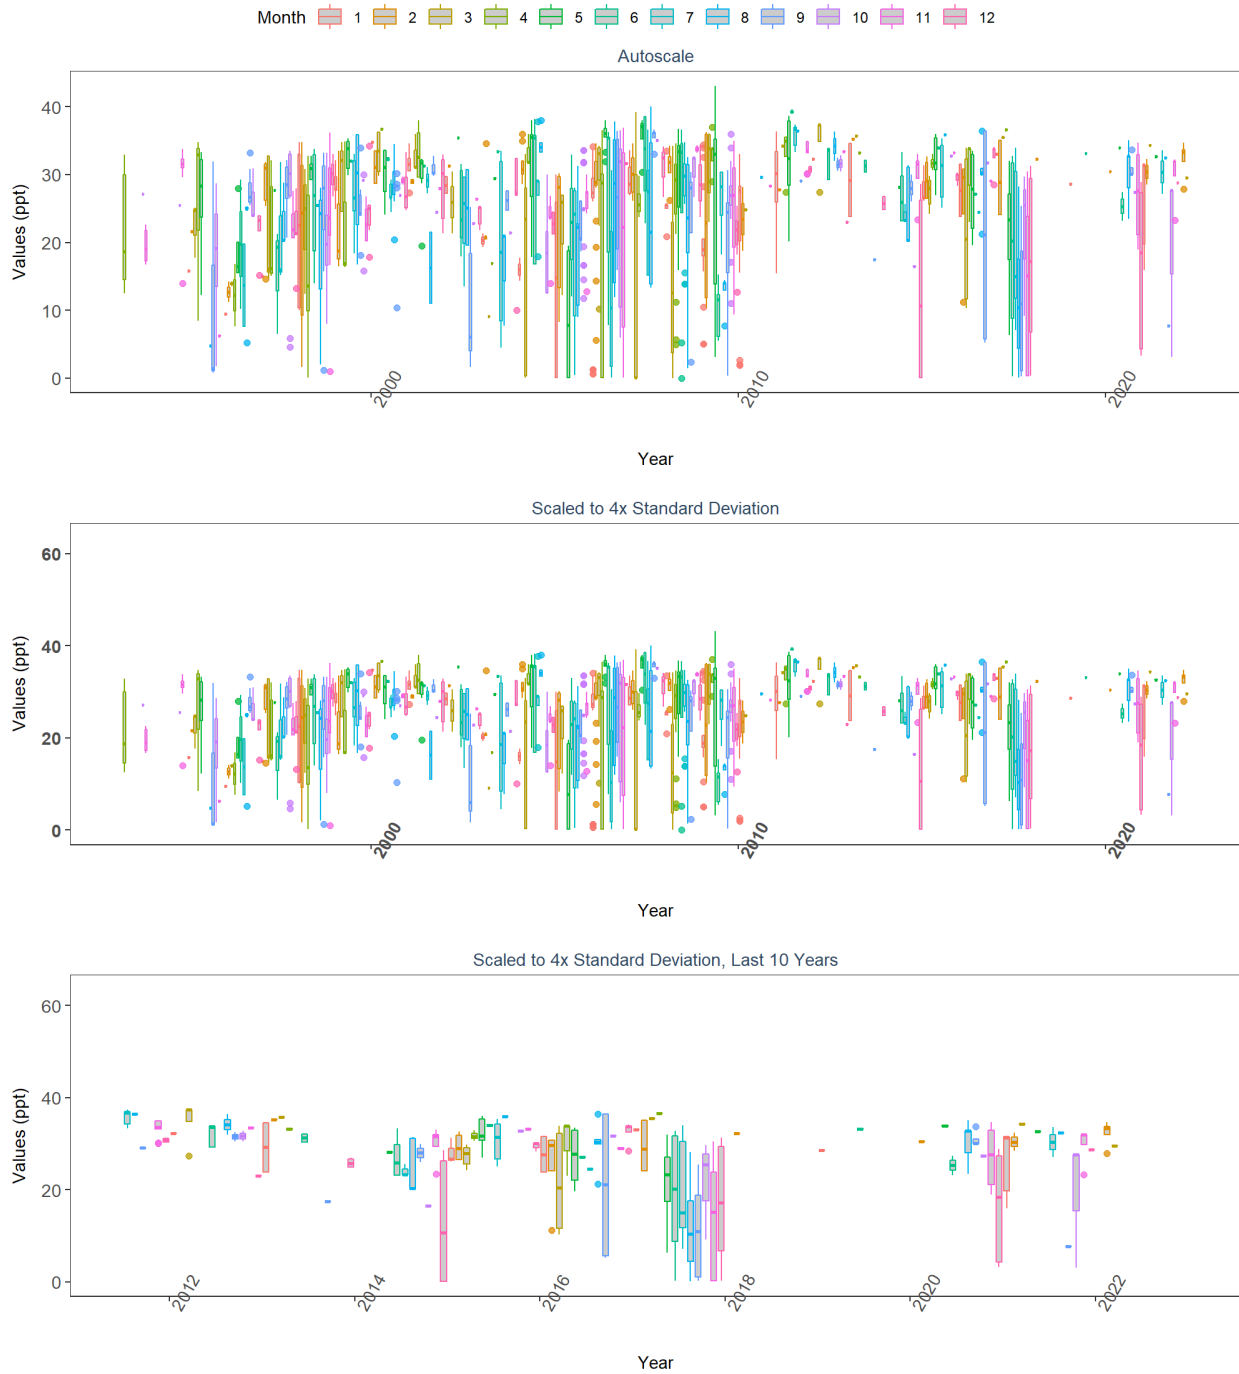 Month 1 2 3 4 5 6 7 8 9 10 11 12
Autoscale
Values (ppt)
40
30
20
10
0
2000 2010 2020
Year
Scaled to 4x Standard Deviation
Values (ppt)
60
40
20
0
2000 2010 2020
Year
Scaled to 4x Standard Deviation, Last 10 Years
Values (ppt)
60
40
20
0
2012 2014 2016 2018 2020 2022
Year